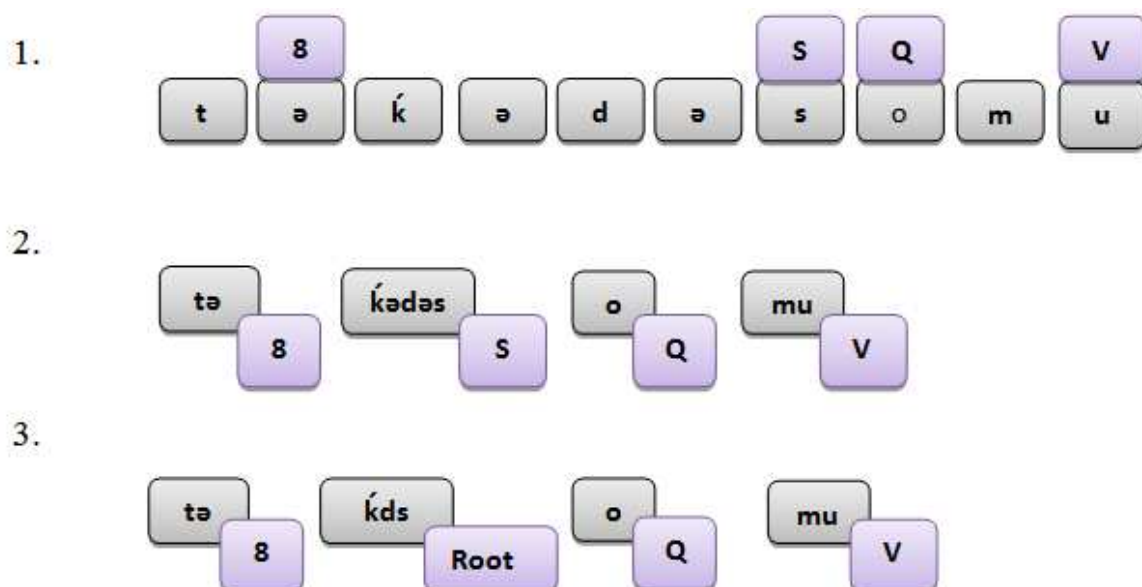 1. 8 S Q V
t ə ḱ ə d ə s o m u
2.
tə ḱədəs o mu
8 S Q V
3.
tə ḱds o mu
8 Root Q V